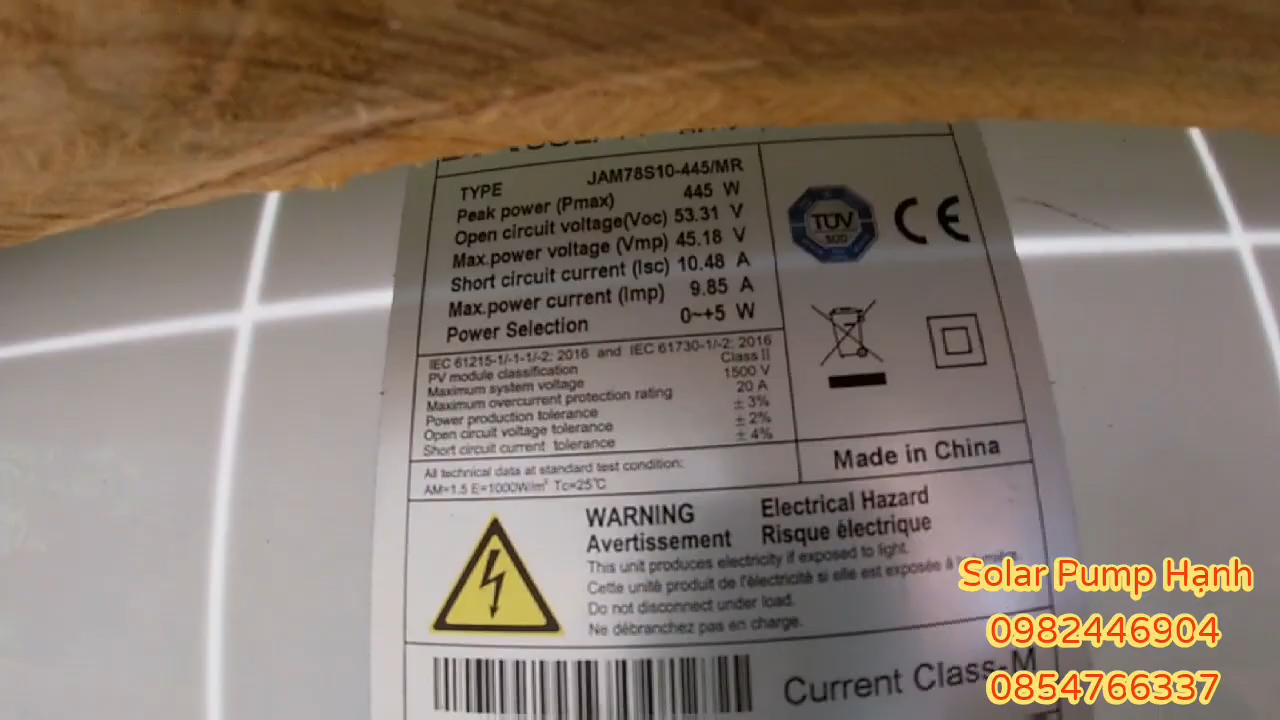 TYPE JAM78S10-445/MR
Peak power (Pmax) 445 W
Open circuit voltage(Voc) 53.31 V
Max.power voltage (Vmp) 45.18 V
Short circuit current (Isc) 10.48 A
Max.power current (Imp) 9.85 A
Power Selection 0~+5 W
IEC 61215-1/-1-1/-2: 2016 and IEC 61730-1/-2: 2016
PV module classification Class II
Maximum system voltage 1500 V
Maximum overcurrent protection rating 20 A
Power production tolerance ±3%
Open circuit voltage tolerance ±2%
Short circuit current tolerance ±4%
All technical data at standard test condition:
AM=1.5 E=1000W/m² Tc=25℃
TÜV
SÜD
CE
Made in China
WARNING Electrical Hazard
Avertissement Risque électrique
This unit produces electricity if exposed to light.
Cette unité produit de l'électricité si elle est exposée à la lumière.
Do not disconnect under load.
Ne débranchez pas en charge.
Current Class-M
Solar Pump Hạnh
0982446904
0854766337